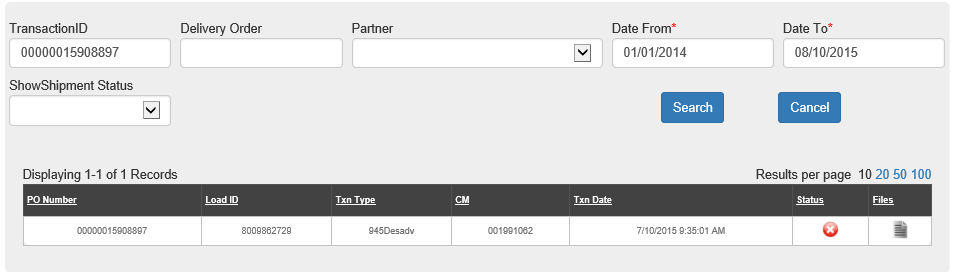 TransactionID Delivery Order Partner Date From* Date To*
00000015908897 01/01/2014 08/10/2015
ShowShipment Status
Search Cancel
Displaying 1-1 of 1 Records Results per page 10 20 50 100
PO Number Load ID Txn Type CM Txn Date Status Files
00000015908897 8009862729 945Desadv 001991062 7/10/2015 9:35:01 AM